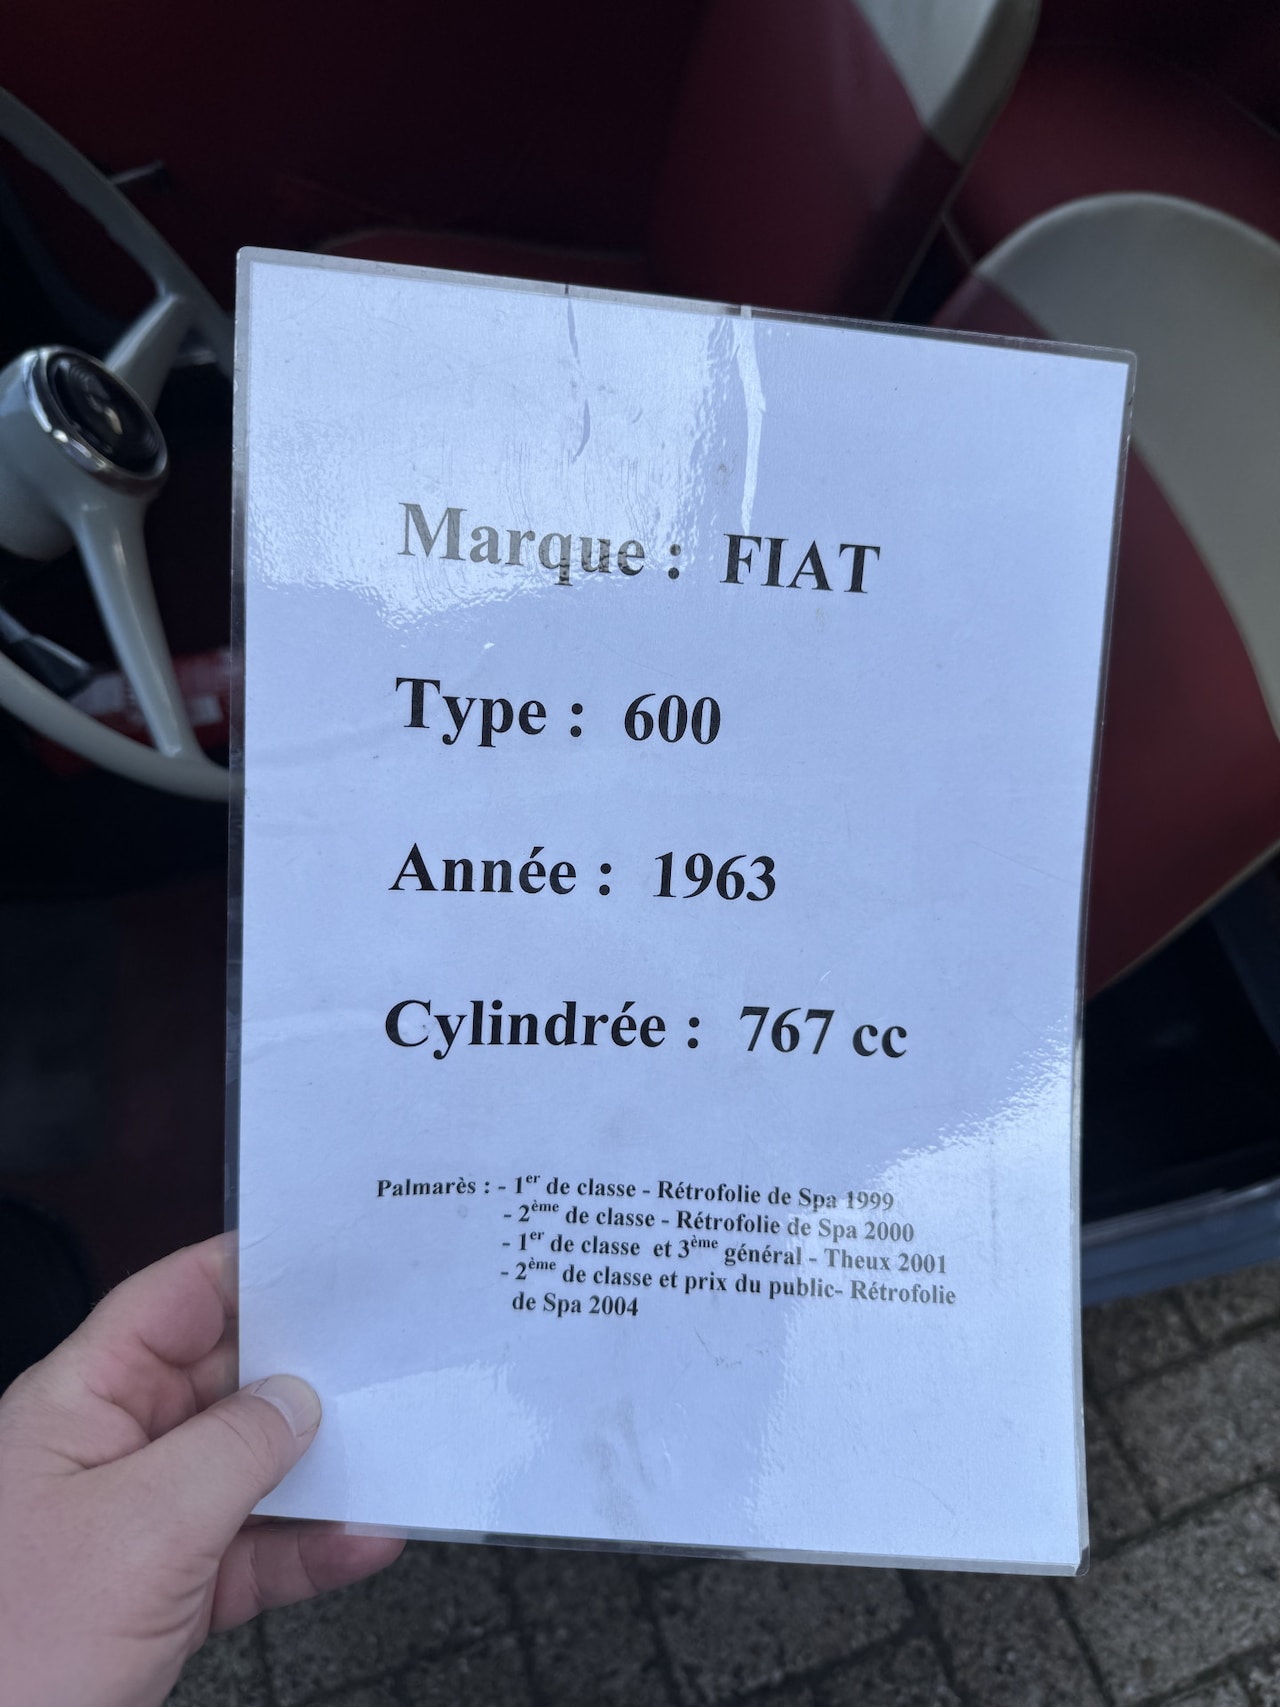 Marque : FIAT
Type : 600
Année : 1963
Cylindrée : 767 cc
Palmarès : - 1er de classe - Rétrofolie de Spa 1999
- 2ème de classe - Rétrofolie de Spa 2000
- 1er de classe et 3ème général - Theux 2001
- 2ème de classe et prix du public- Rétrofolie
de Spa 2004